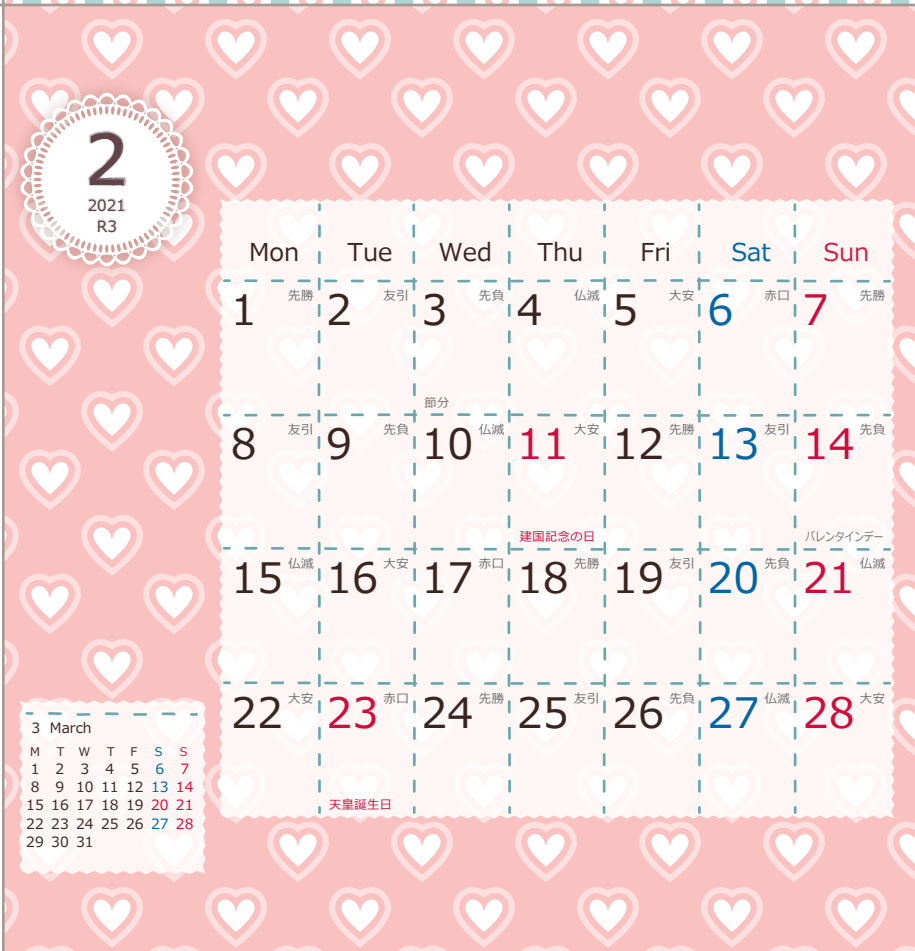 2
2021
R3
Mon Tue Wed Thu Fri Sat Sun
1 先勝 2 友引 3 先負 4 仏滅 5 大安 6 赤口 7 先勝
節分
8 友引 9 先負 10 仏滅 11 大安 12 先勝 13 友引 14 先負
建国記念の日 バレンタインデー
15 仏滅 16 大安 17 赤口 18 先勝 19 友引 20 先負 21 仏滅
22 大安 23 赤口 24 先勝 25 友引 26 先負 27 仏滅 28 大安
天皇誕生日
3 March
M T W T F S S
1 2 3 4 5 6 7
8 9 10 11 12 13 14
15 16 17 18 19 20 21
22 23 24 25 26 27 28
29 30 31